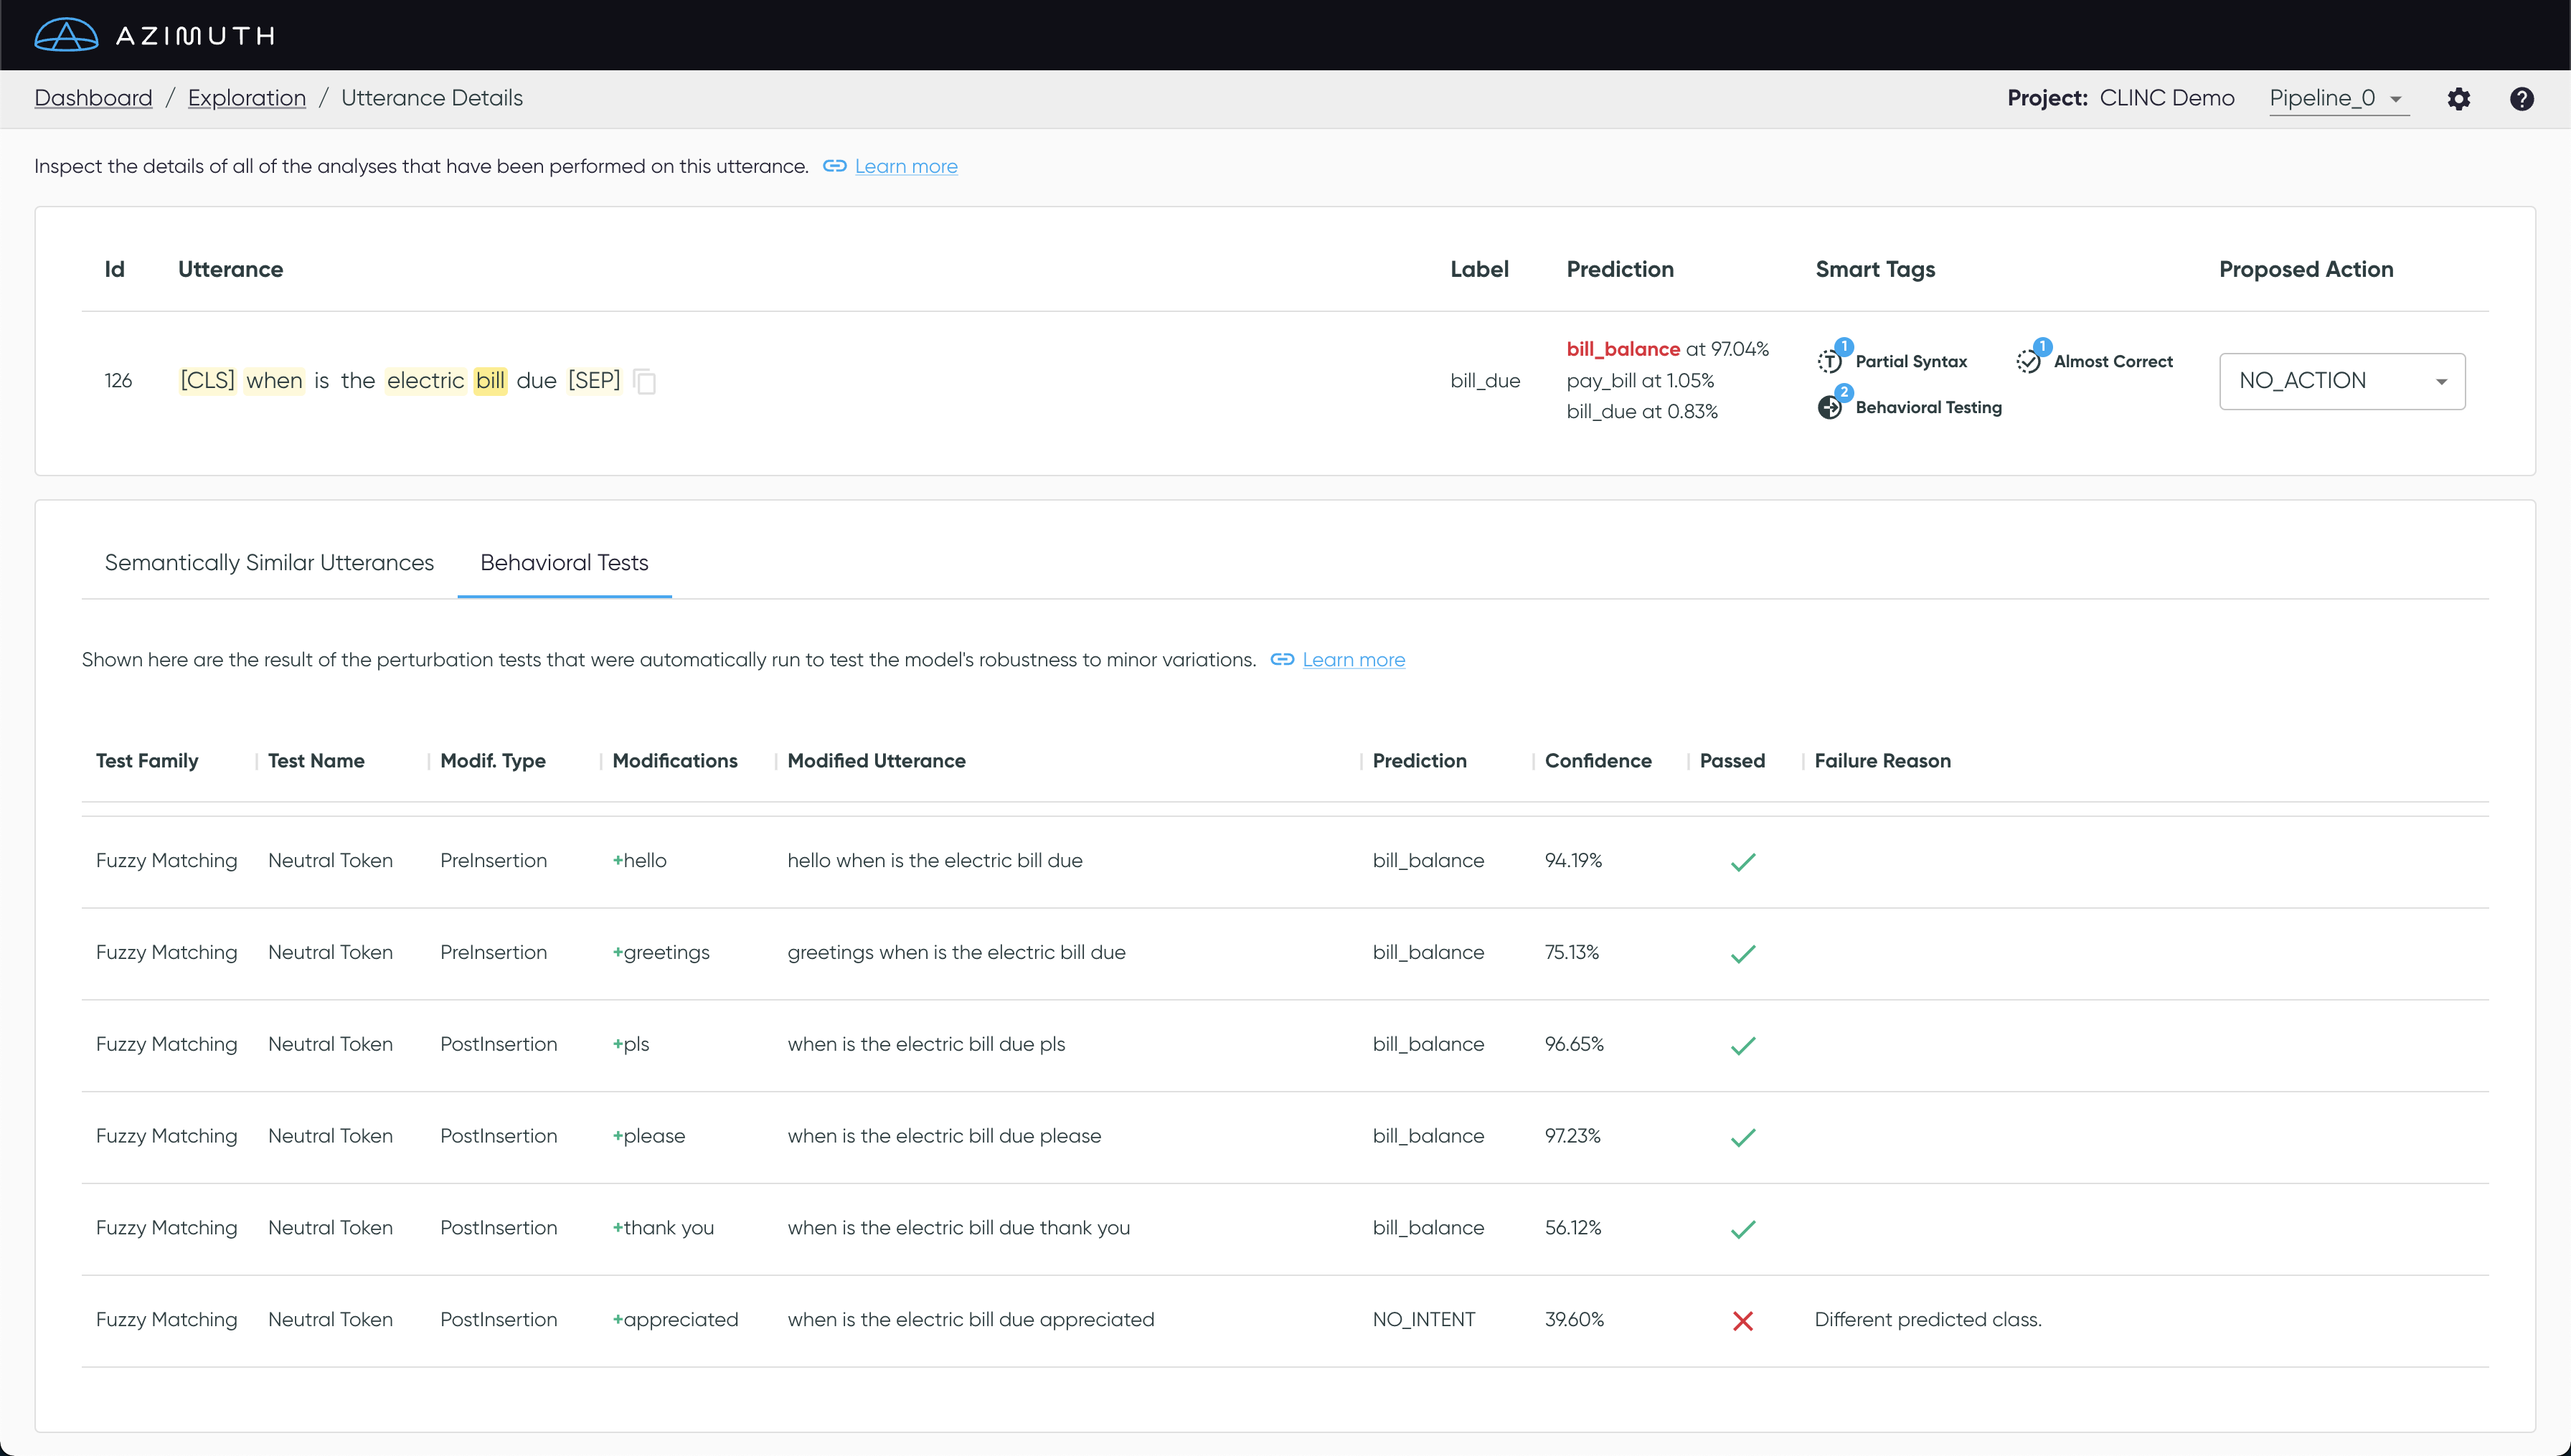 AZIMUTH
Dashboard / Exploration / Utterance Details
Project: CLINC Demo Pipeline_0
Inspect the details of all of the analyses that have been performed on this utterance. Learn more
Id Utterance Label Prediction Smart Tags Proposed Action
126 [CLS] when is the electric bill due [SEP] bill_due
bill_balance at 97.04%
pay_bill at 1.05%
bill_due at 0.83%
1 Partial Syntax 1 Almost Correct
2 Behavioral Testing
NO_ACTION
Semantically Similar Utterances Behavioral Tests
Shown here are the result of the perturbation tests that were automatically run to test the model's robustness to minor variations. Learn more
Test Family Test Name Modif. Type Modifications Modified Utterance Prediction Confidence Passed Failure Reason
Fuzzy Matching Neutral Token PreInsertion +hello hello when is the electric bill due bill_balance 94.19%
Fuzzy Matching Neutral Token PreInsertion +greetings greetings when is the electric bill due bill_balance 75.13%
Fuzzy Matching Neutral Token PostInsertion +pls when is the electric bill due pls bill_balance 96.65%
Fuzzy Matching Neutral Token PostInsertion +please when is the electric bill due please bill_balance 97.23%
Fuzzy Matching Neutral Token PostInsertion +thank you when is the electric bill due thank you bill_balance 56.12%
Fuzzy Matching Neutral Token PostInsertion +appreciated when is the electric bill due appreciated NO_INTENT 39.60% Different predicted class.